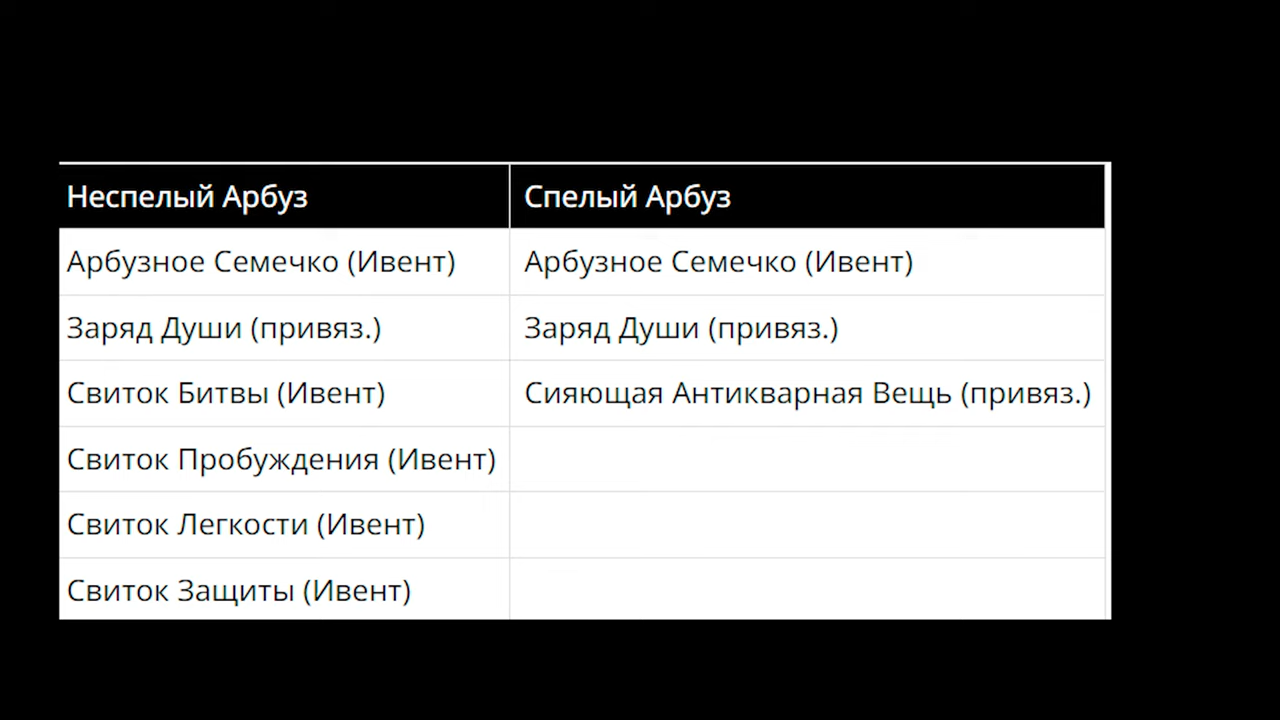 Неспелый Арбуз Спелый Арбуз
Арбузное Семечко (Ивент) Арбузное Семечко (Ивент)
Заряд Души (привяз.) Заряд Души (привяз.)
Свиток Битвы (Ивент) Сияющая Антикварная Вещь (привяз.)
Свиток Пробуждения (Ивент)
Свиток Легкости (Ивент)
Свиток Защиты (Ивент)